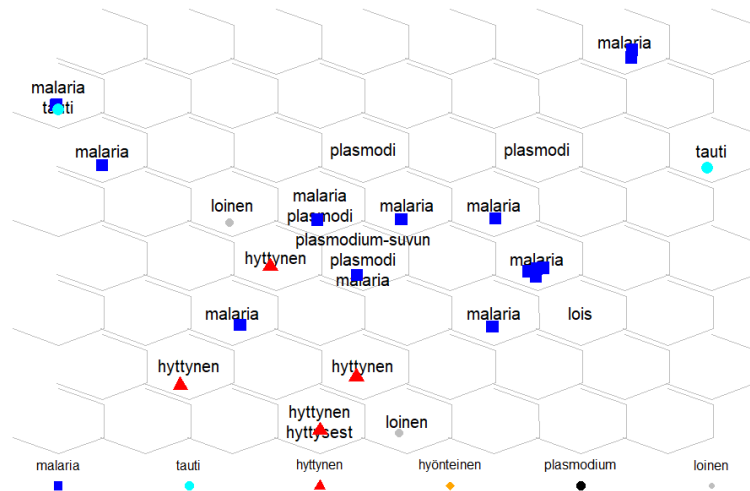 malaria
malaria
tauti
malaria
plasmodi
plasmodi
tauti
loinen
malaria
plasmodi
malaria
malaria
hyttynen
plasmodium-suvun
plasmodi
malaria
malaria
malaria
malaria
lois
hyttynen
hyttynen
hyttynen
hyttysest
loinen
malaria tauti hyttynen hyönteinen plasmodium loinen